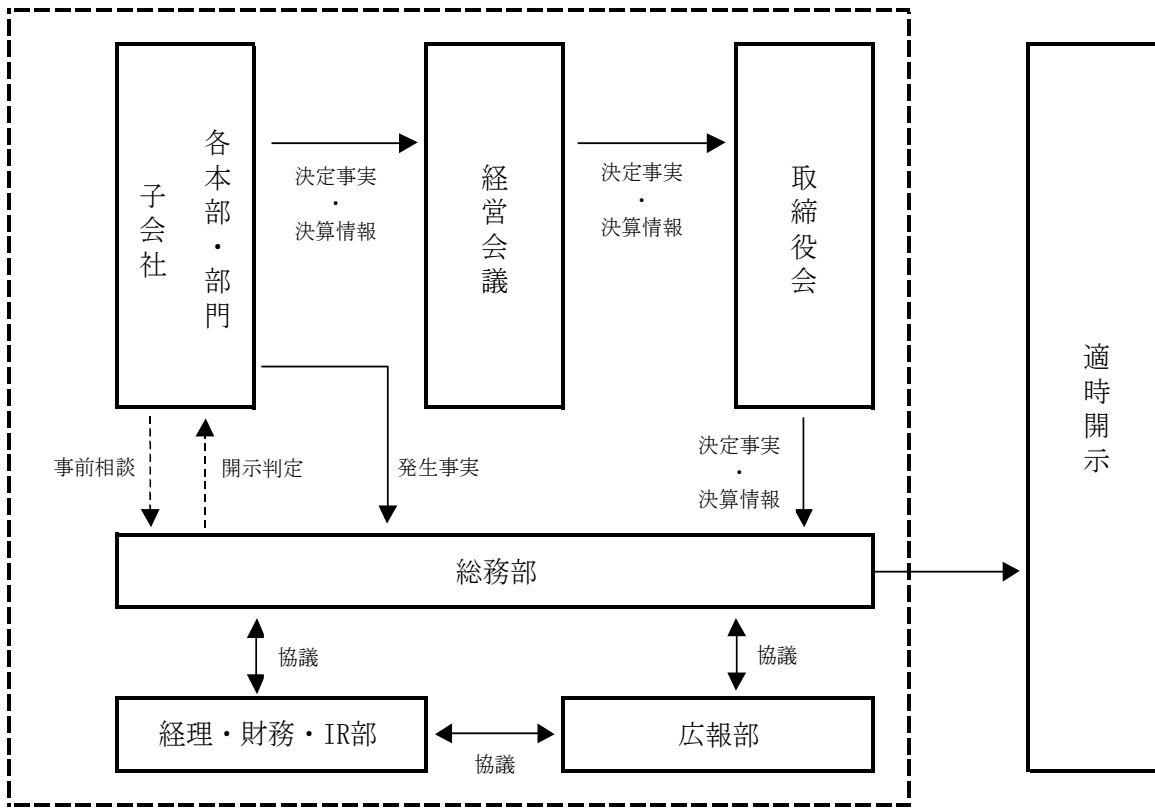 各本部・部門
子会社
決定事実
・
決算情報
経営会議
決定事実
・
決算情報
取締役会
適時開示
事前相談
開示判定
発生事実
決定事実
・
決算情報
総務部
協議
協議
経理・財務・IR部
協議
広報部